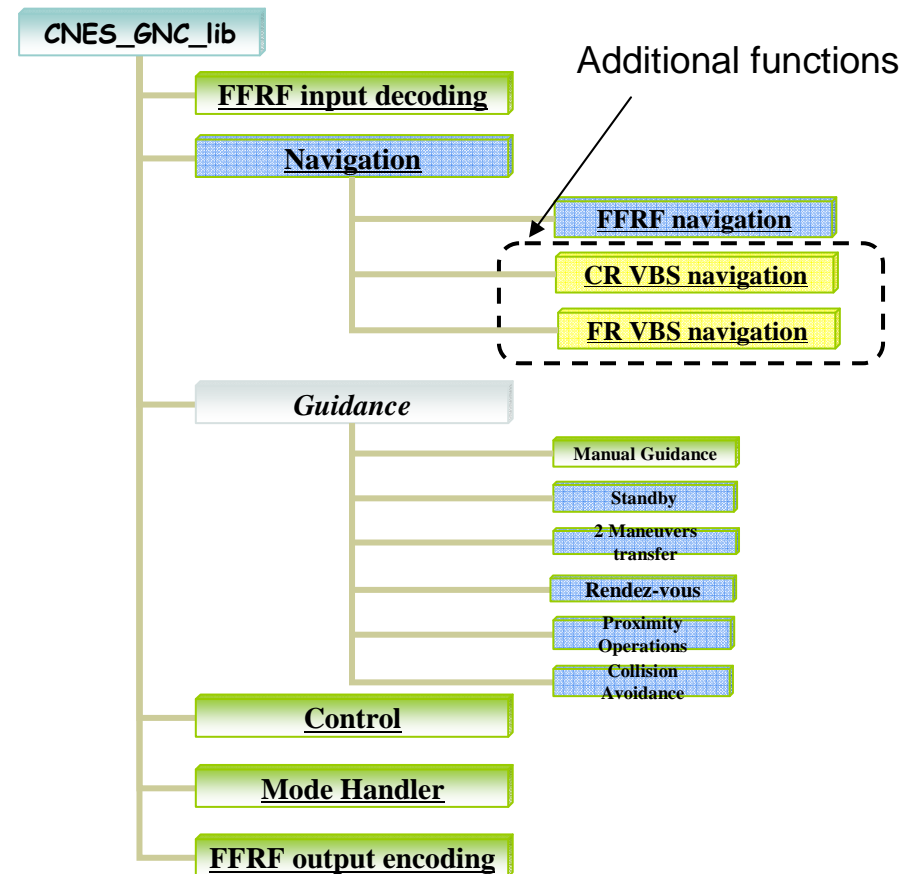 CNES_GNC_lib
Additional functions
FFRF input decoding
Navigation
FFRF navigation
CR VBS navigation
FR VBS navigation
Guidance
Manual Guidance
Standby
2 Maneuvers
transfer
Rendez-vous
Proximity
Operations
Collision
Avoidance
Control
Mode Handler
FFRF output encoding